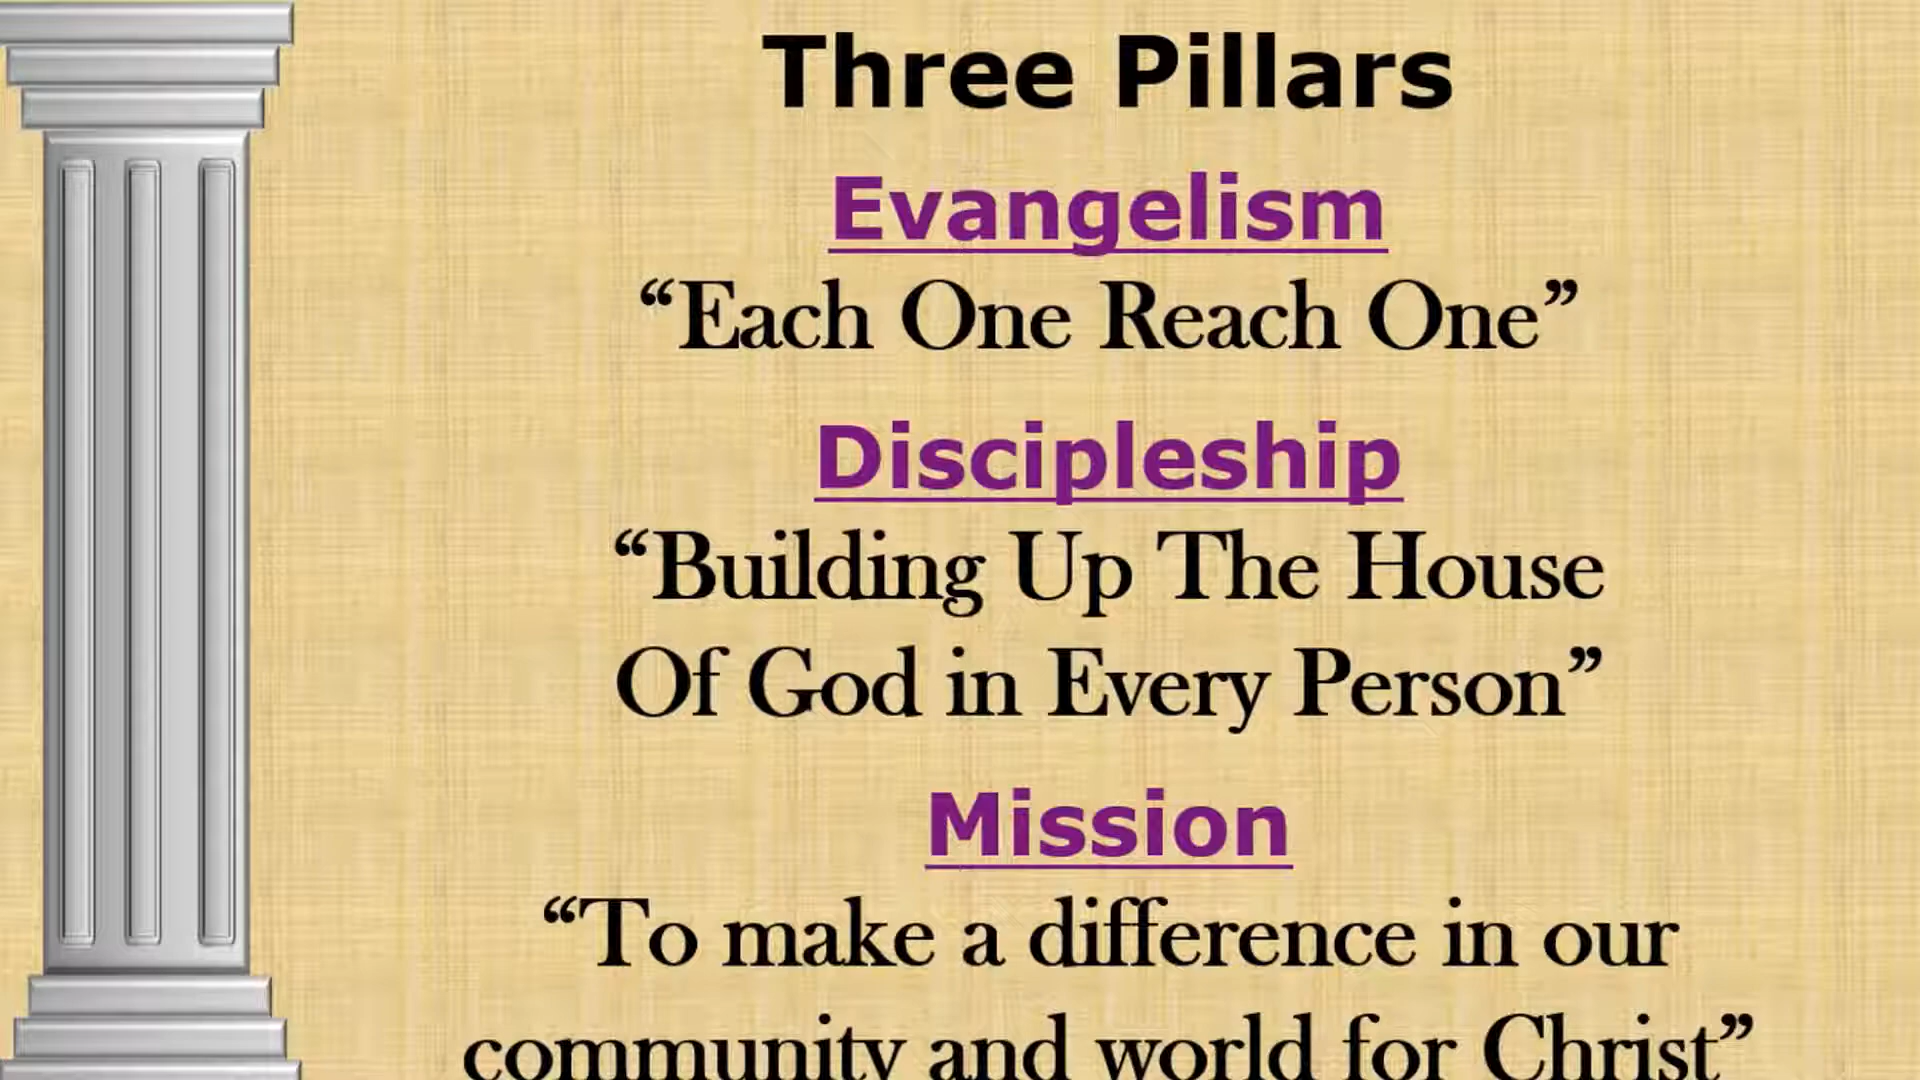 Three Pillars
Evangelism
“Each One Reach One”
Discipleship
“Building Up The House
Of God in Every Person”
Mission
“To make a difference in our
community and world for Christ”